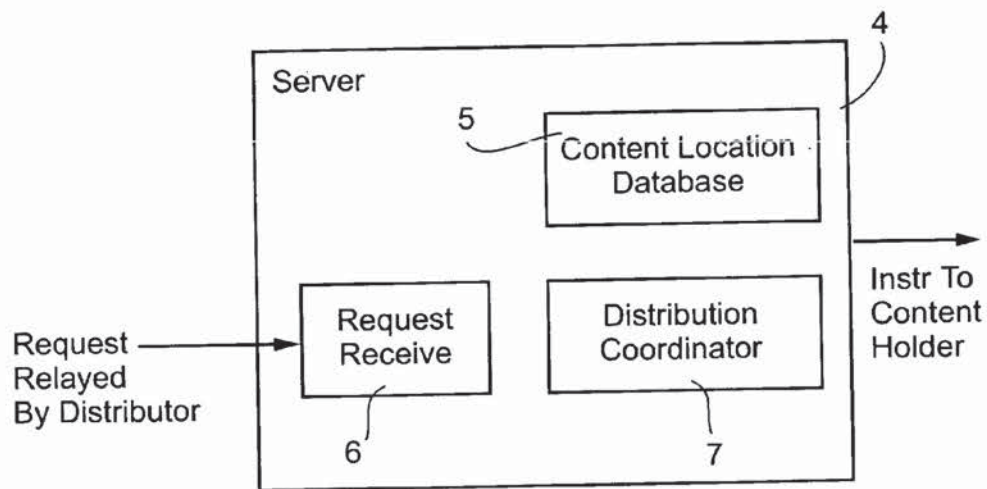 4
Server
5
Content Location
Database
Instr To
Content
Holder
Request
Receive
Distribution
Coordinator
Request
Relayed
By Distributor
6
7